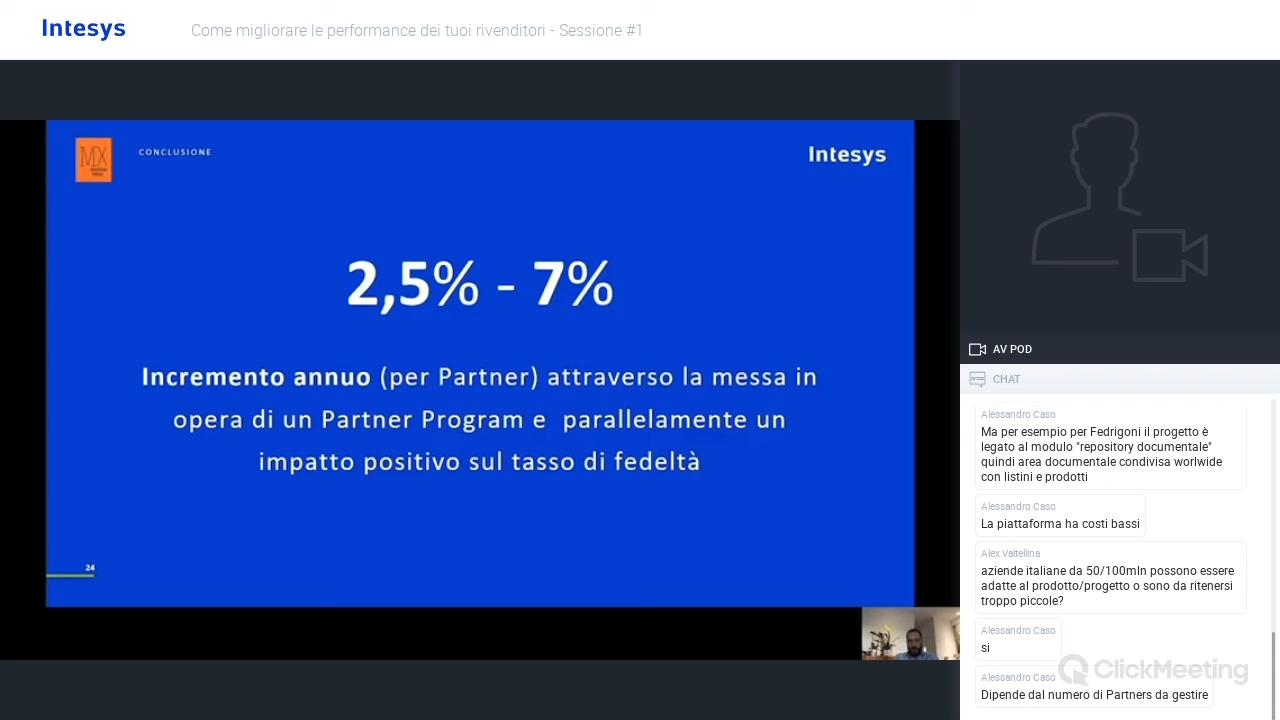 Intesys
Come migliorare le performance dei tuoi rivenditori - Sessione #1
MX
CONCLUSIONE
Intesys
2,5% - 7%
Incremento annuo (per Partner) attraverso la messa in
opera di un Partner Program e parallelamente un
impatto positivo sul tasso di fedeltà
24
AV POD
CHAT
Alessandro Caso
Ma per esempio per Fedrigoni il progetto è
legato al modulo "repository documentale"
quindi area documentale condivisa worlwide
con listini e prodotti
Alessandro Caso
La piattaforma ha costi bassi
Alex Valtellina
aziende italiane da 50/100mln possono essere
adatte al prodotto/progetto o sono da ritenersi
troppo piccole?
Alessandro Caso
si
Alessandro Caso
Dipende dal numero di Partners da gestire
ClickMeeting